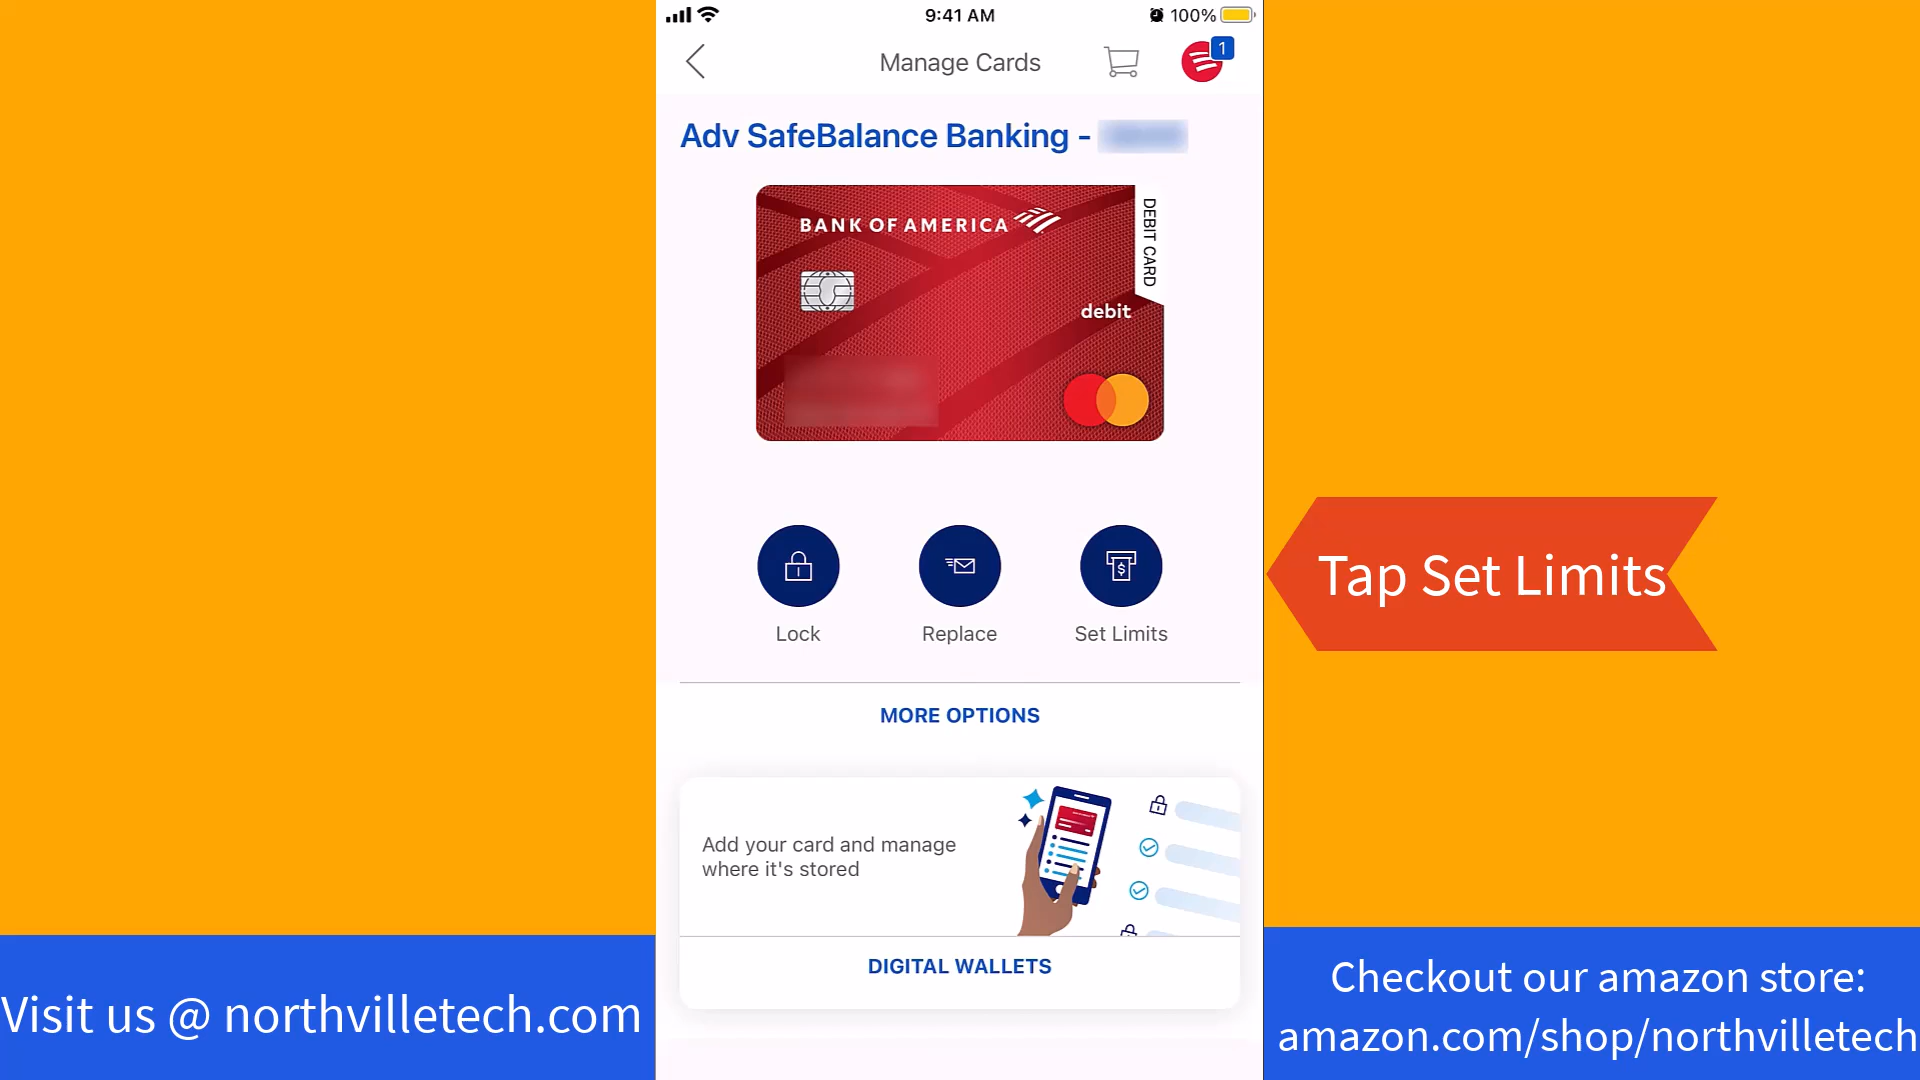 9:41 AM
100%
Manage Cards
1
Adv SafeBalance Banking -
BANK OF AMERICA
DEBIT CARD
debit
Lock
Replace
Set Limits
Tap Set Limits
MORE OPTIONS
Add your card and manage
where it's stored
DIGITAL WALLETS
Visit us @ northvilletech.com
Checkout our amazon store:
amazon.com/shop/northvilletech